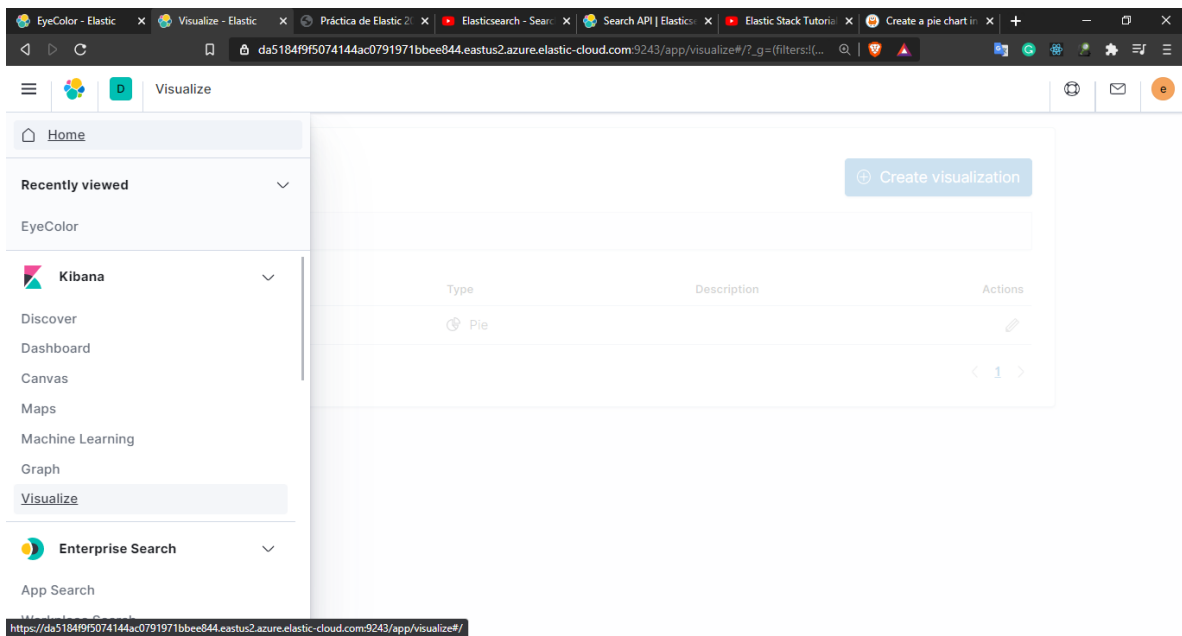 EyeColor - Elastic
Visualize - Elastic
Práctica de Elastic 20
Elasticsearch - Searc
Search API | Elasticse
Elastic Stack Tutorial
Create a pie chart in
da5184f9f5074144ac0791971bbee844.eastus2.azure.elastic-cloud.com:9243/app/visualize#/?_g=(filters:!(...
D
Visualize
e
Home
Recently viewed
EyeColor
Create visualization
Kibana
Discover
Dashboard
Canvas
Maps
Machine Learning
Graph
Visualize
Type
Description
Actions
Pie
1
Enterprise Search
App Search
https://da5184f9f5074144ac0791971bbee844.eastus2.azure.elastic-cloud.com:9243/app/visualize#/